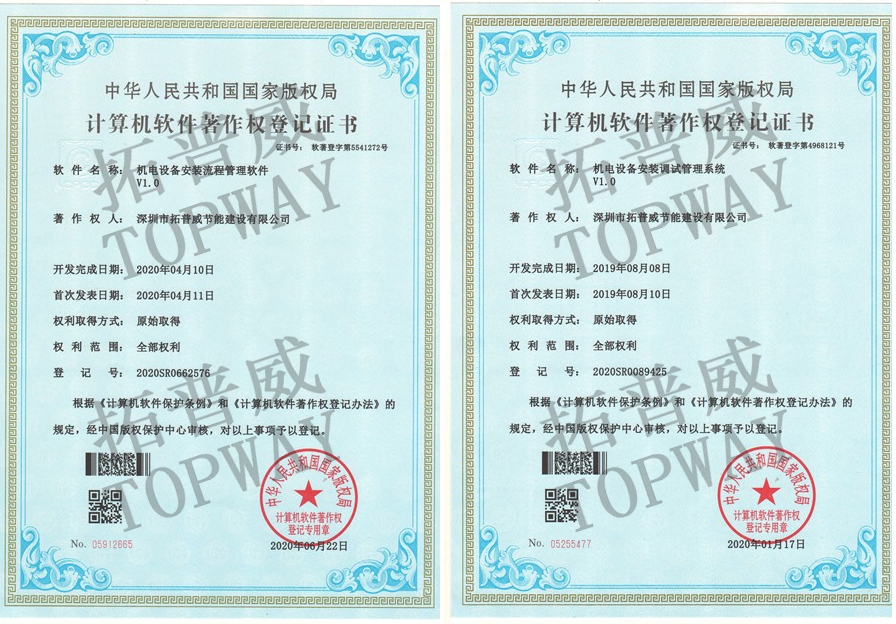 中华人民共和国国家版权局
计算机软件著作权登记证书
证书号: 软著登字第5541272号
软件名称: 机电设备安装流程管理软件
V1.0
著作权人: 深圳市拓普威节能建设有限公司
开发完成日期: 2020年04月10日
首次发表日期: 2020年04月11日
权利取得方式: 原始取得
权利范围: 全部权利
登记号: 2020SR0662576
根据《计算机软件保护条例》和《计算机软件著作权登记办法》的
规定，经中国版权保护中心审核，对以上事项予以登记。
中华人民共和国国家版权局
计算机软件著作权
登记专用章
No. 05912665
2020年06月22日
拓普威
TOPWAY
拓普威
TOPWAY
中华人民共和国国家版权局
计算机软件著作权登记证书
证书号: 软著登字第4968121号
软件名称: 机电设备安装调试管理系统
V1.0
著作权人: 深圳市拓普威节能建设有限公司
开发完成日期: 2019年08月08日
首次发表日期: 2019年08月10日
权利取得方式: 原始取得
权利范围: 全部权利
登记号: 2020SR0089425
根据《计算机软件保护条例》和《计算机软件著作权登记办法》的
规定，经中国版权保护中心审核，对以上事项予以登记。
中华人民共和国国家版权局
计算机软件著作权
登记专用章
No. 05255477
2020年01月17日
拓普威
TOPWAY
拓普威
TOPWAY